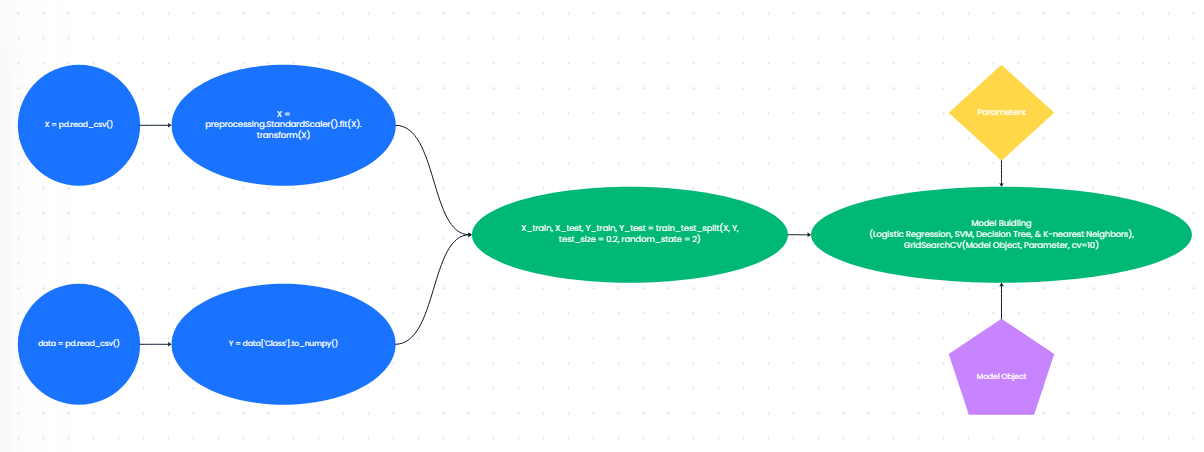 X = pd.read_csv()
X =
preprocessing.StandardScaler().fit(X).
transform(X)
data = pd.read_csv()
Y = data['Class'].to_numpy()
X_train, X_test, Y_train, Y_test = train_test_split(X, Y,
test_size = 0.2, random_state = 2)
Parameters
Model Buidling
(Logistic Regression, SVM, Decision Tree, & K-nearest Neighbors),
GridSearchCV(Model Object, Parameter, cv=10)
Model Object